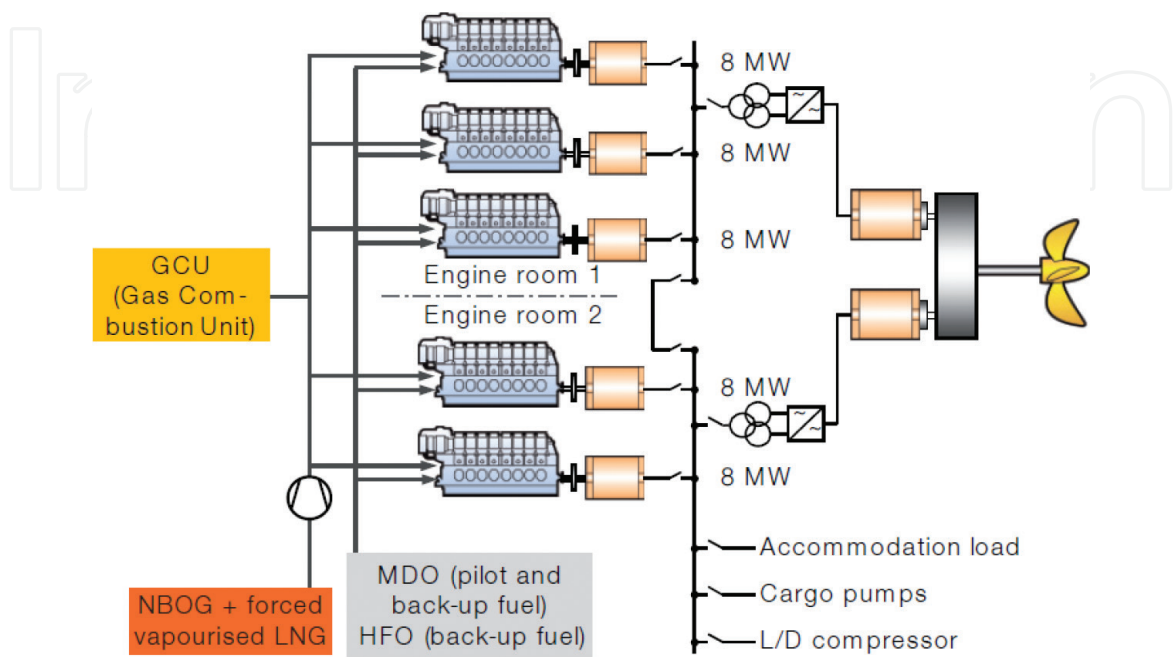 8 MW
8 MW
8 MW
Engine room 1
Engine room 2
GCU
(Gas Com-
bustion Unit)
8 MW
8 MW
NBOG + forced
vapourised LNG
MDO (pilot and
back-up fuel)
HFO (back-up fuel)
Accommodation load
Cargo pumps
L/D compressor